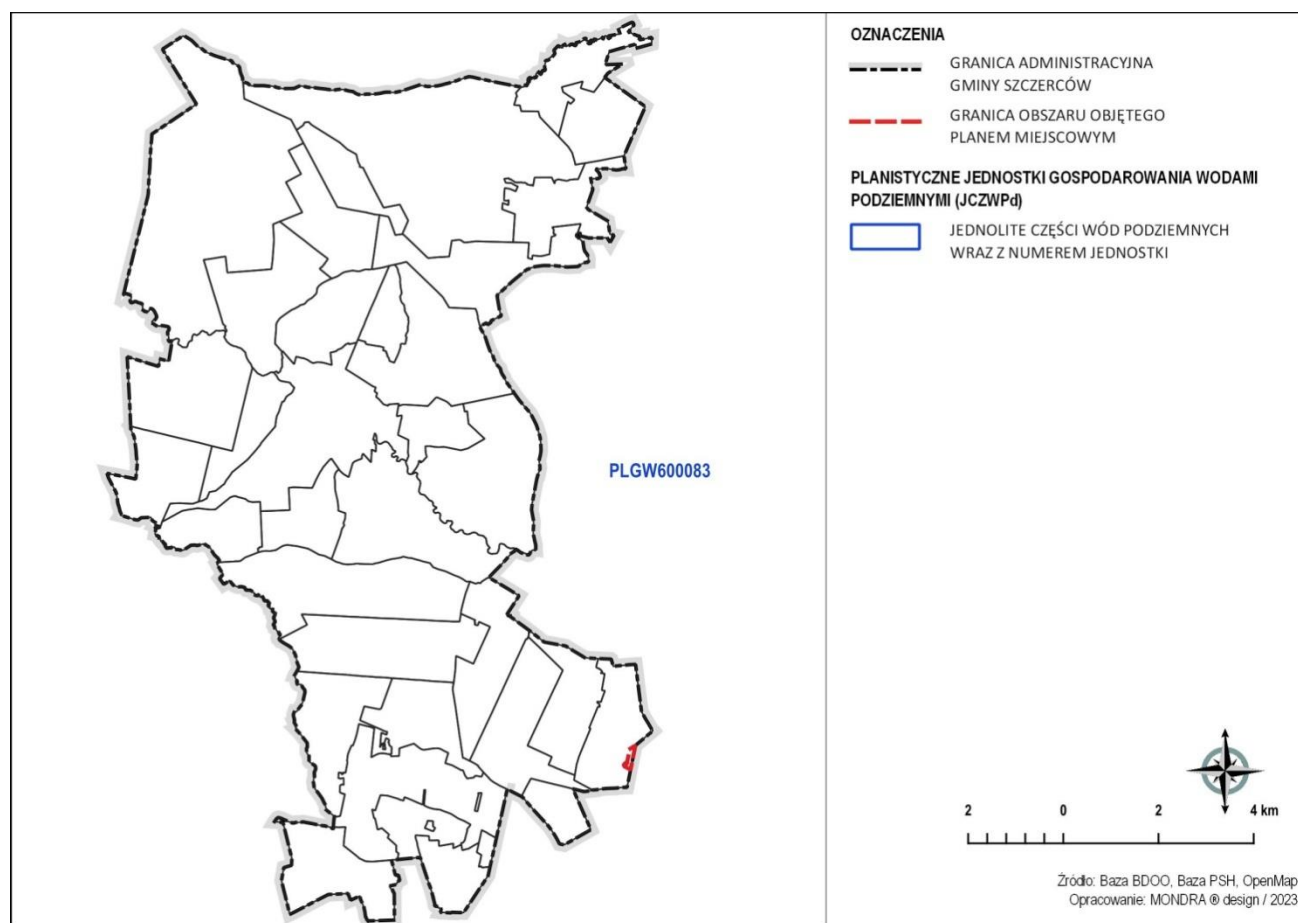 OZNACZENIA
GRANICA ADMINISTRACYJNA
GMINY SZCZERCÓW
GRANICA OBSZARU OBJĘTEGO
PLANEM MIEJSCOWYM
PLANISTYCZNE JEDNOSTKI GOSPODAROWANIA WODAMI
PODZIEMNYMI (JCZWPd)
JEDNOLITE CZĘŚCI WÓD PODZIEMNYCH
WRAZ Z NUMEREM JEDNOSTKI
PLGW600083
2 0 2 4 km
Źródło: Baza BDOO, Baza PSH, OpenMap
Opracowanie: MONDRA ® design / 2023